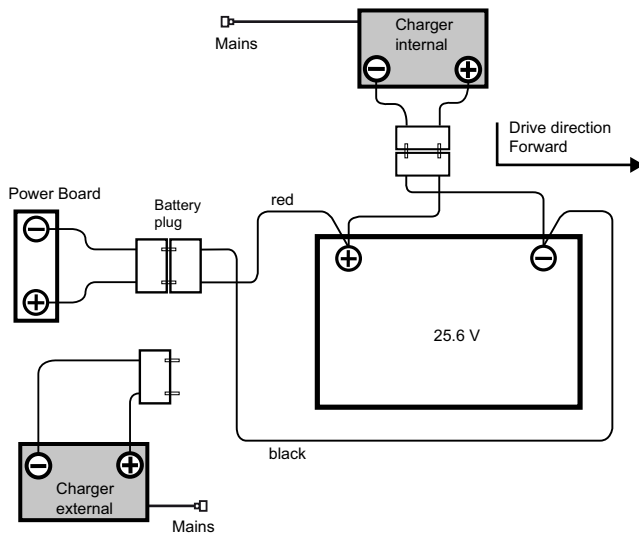 Charger
internal
Mains
Drive direction
Forward
Power Board
Battery
plug
red
25.6 V
black
Charger
external
Mains